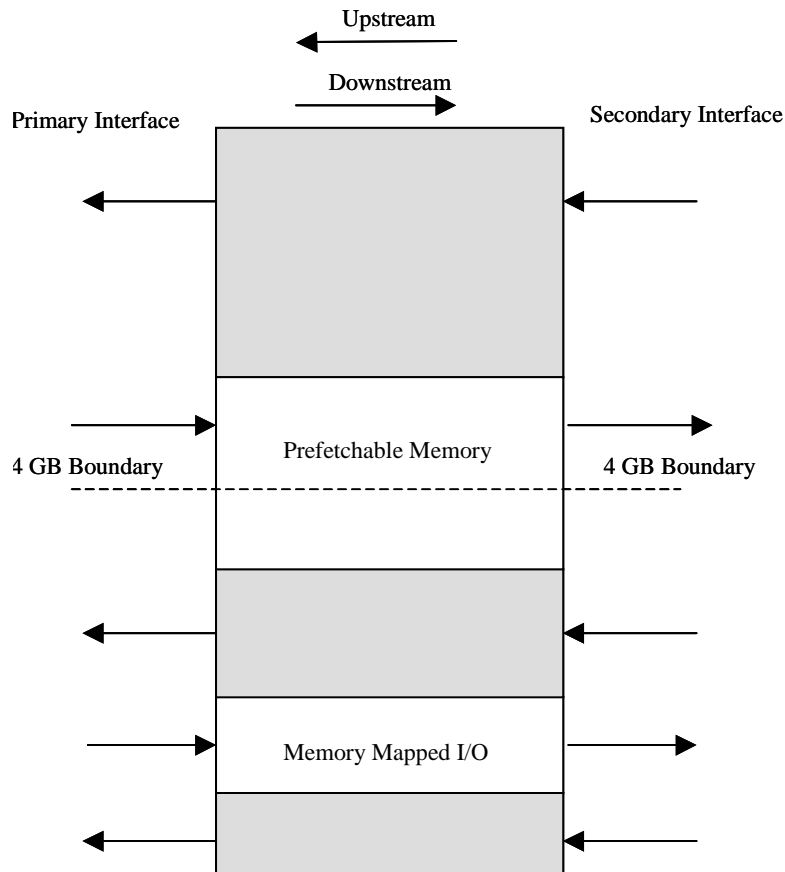 Upstream
Downstream
Primary Interface
Secondary Interface
Prefetchable Memory
4 GB Boundary
4 GB Boundary
Memory Mapped I/O